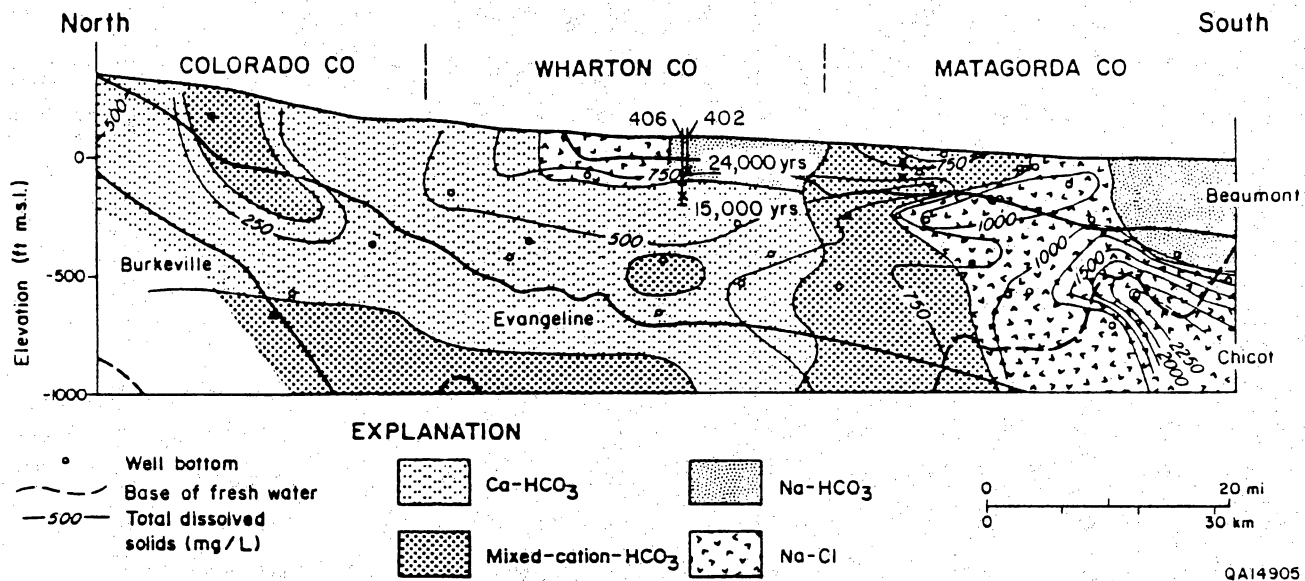 North
South
COLORADO CO
WHARTON CO
MATAGORDA CO
406
402
500
0
24,000 yrs
750
750
15,000 yrs
Beaumont
250
500
1000
1000
1500
Elevation (ft m.s.l.)
Burkeville
-500
750
Evangeline
Chicot
2250
2000
-1000
EXPLANATION
Well bottom
Base of fresh water
500 Total dissolved
solids (mg/L)
Ca-HCO3
Na-HCO3
Mixed-cation-HCO3
Na-Cl
0 20 mi
0 30 km
QA14905